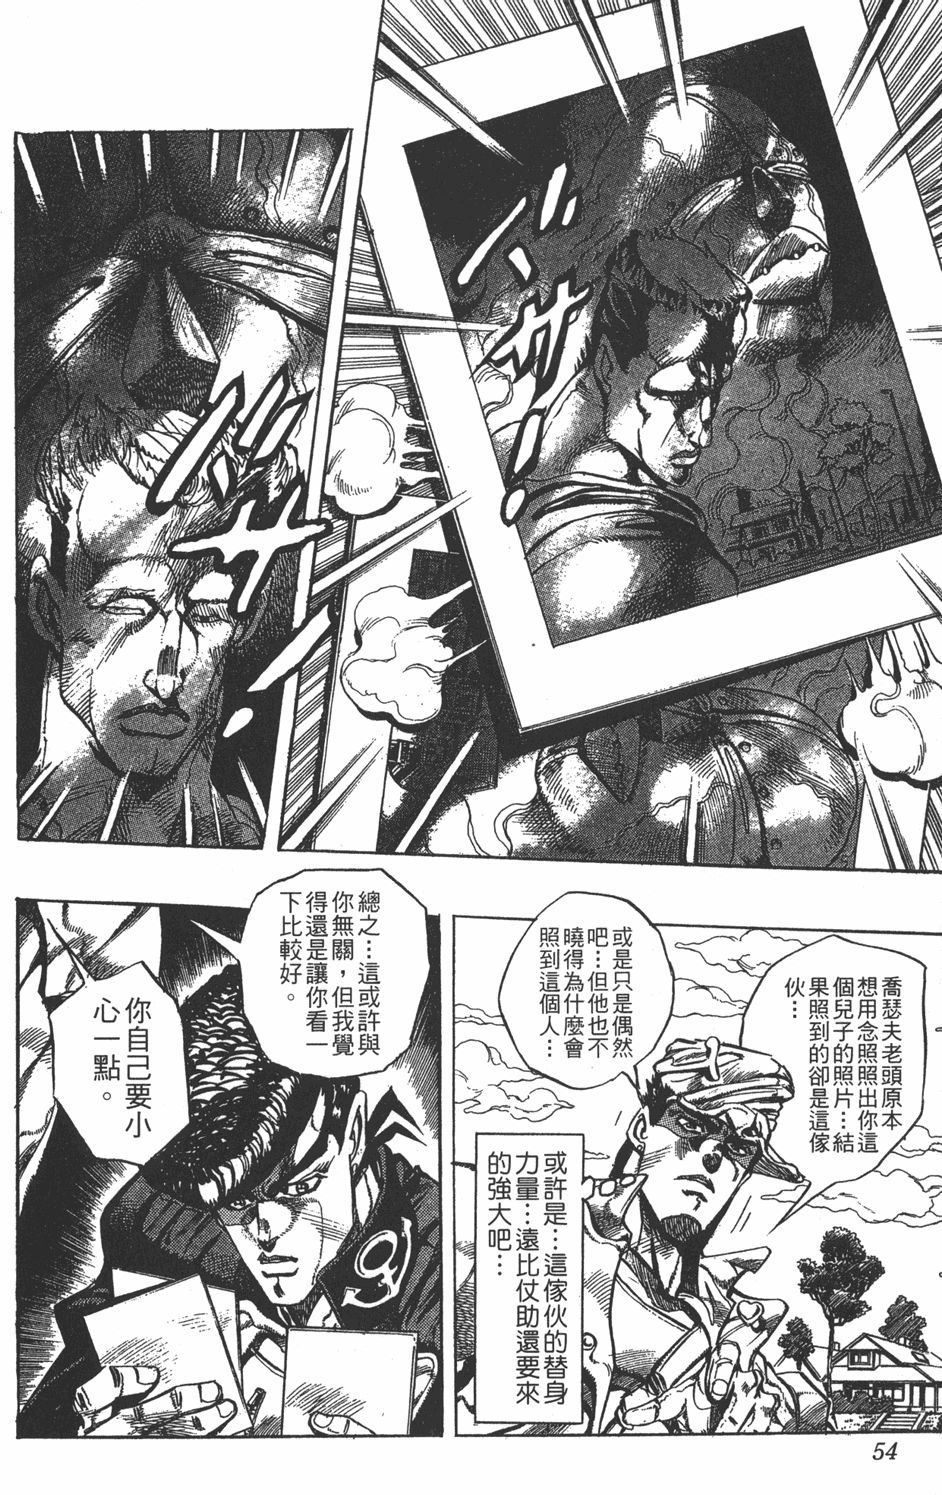 ズ
ザ
!
ズ
ザ
!
喬瑟夫老頭原本
想用念照照出你這
個兒子的照片…結
果照到的卻是這傢
伙…
或是只是偶然
吧…但他也不
曉得為什麼會
照到這個人…
或許是…這傢伙的替身
力量…遠比仗助還要來
的強大吧…
總之…這或許與
你無關，但我覺
得還是讓你看一
下比較好。
你自己要小
心一點。
54